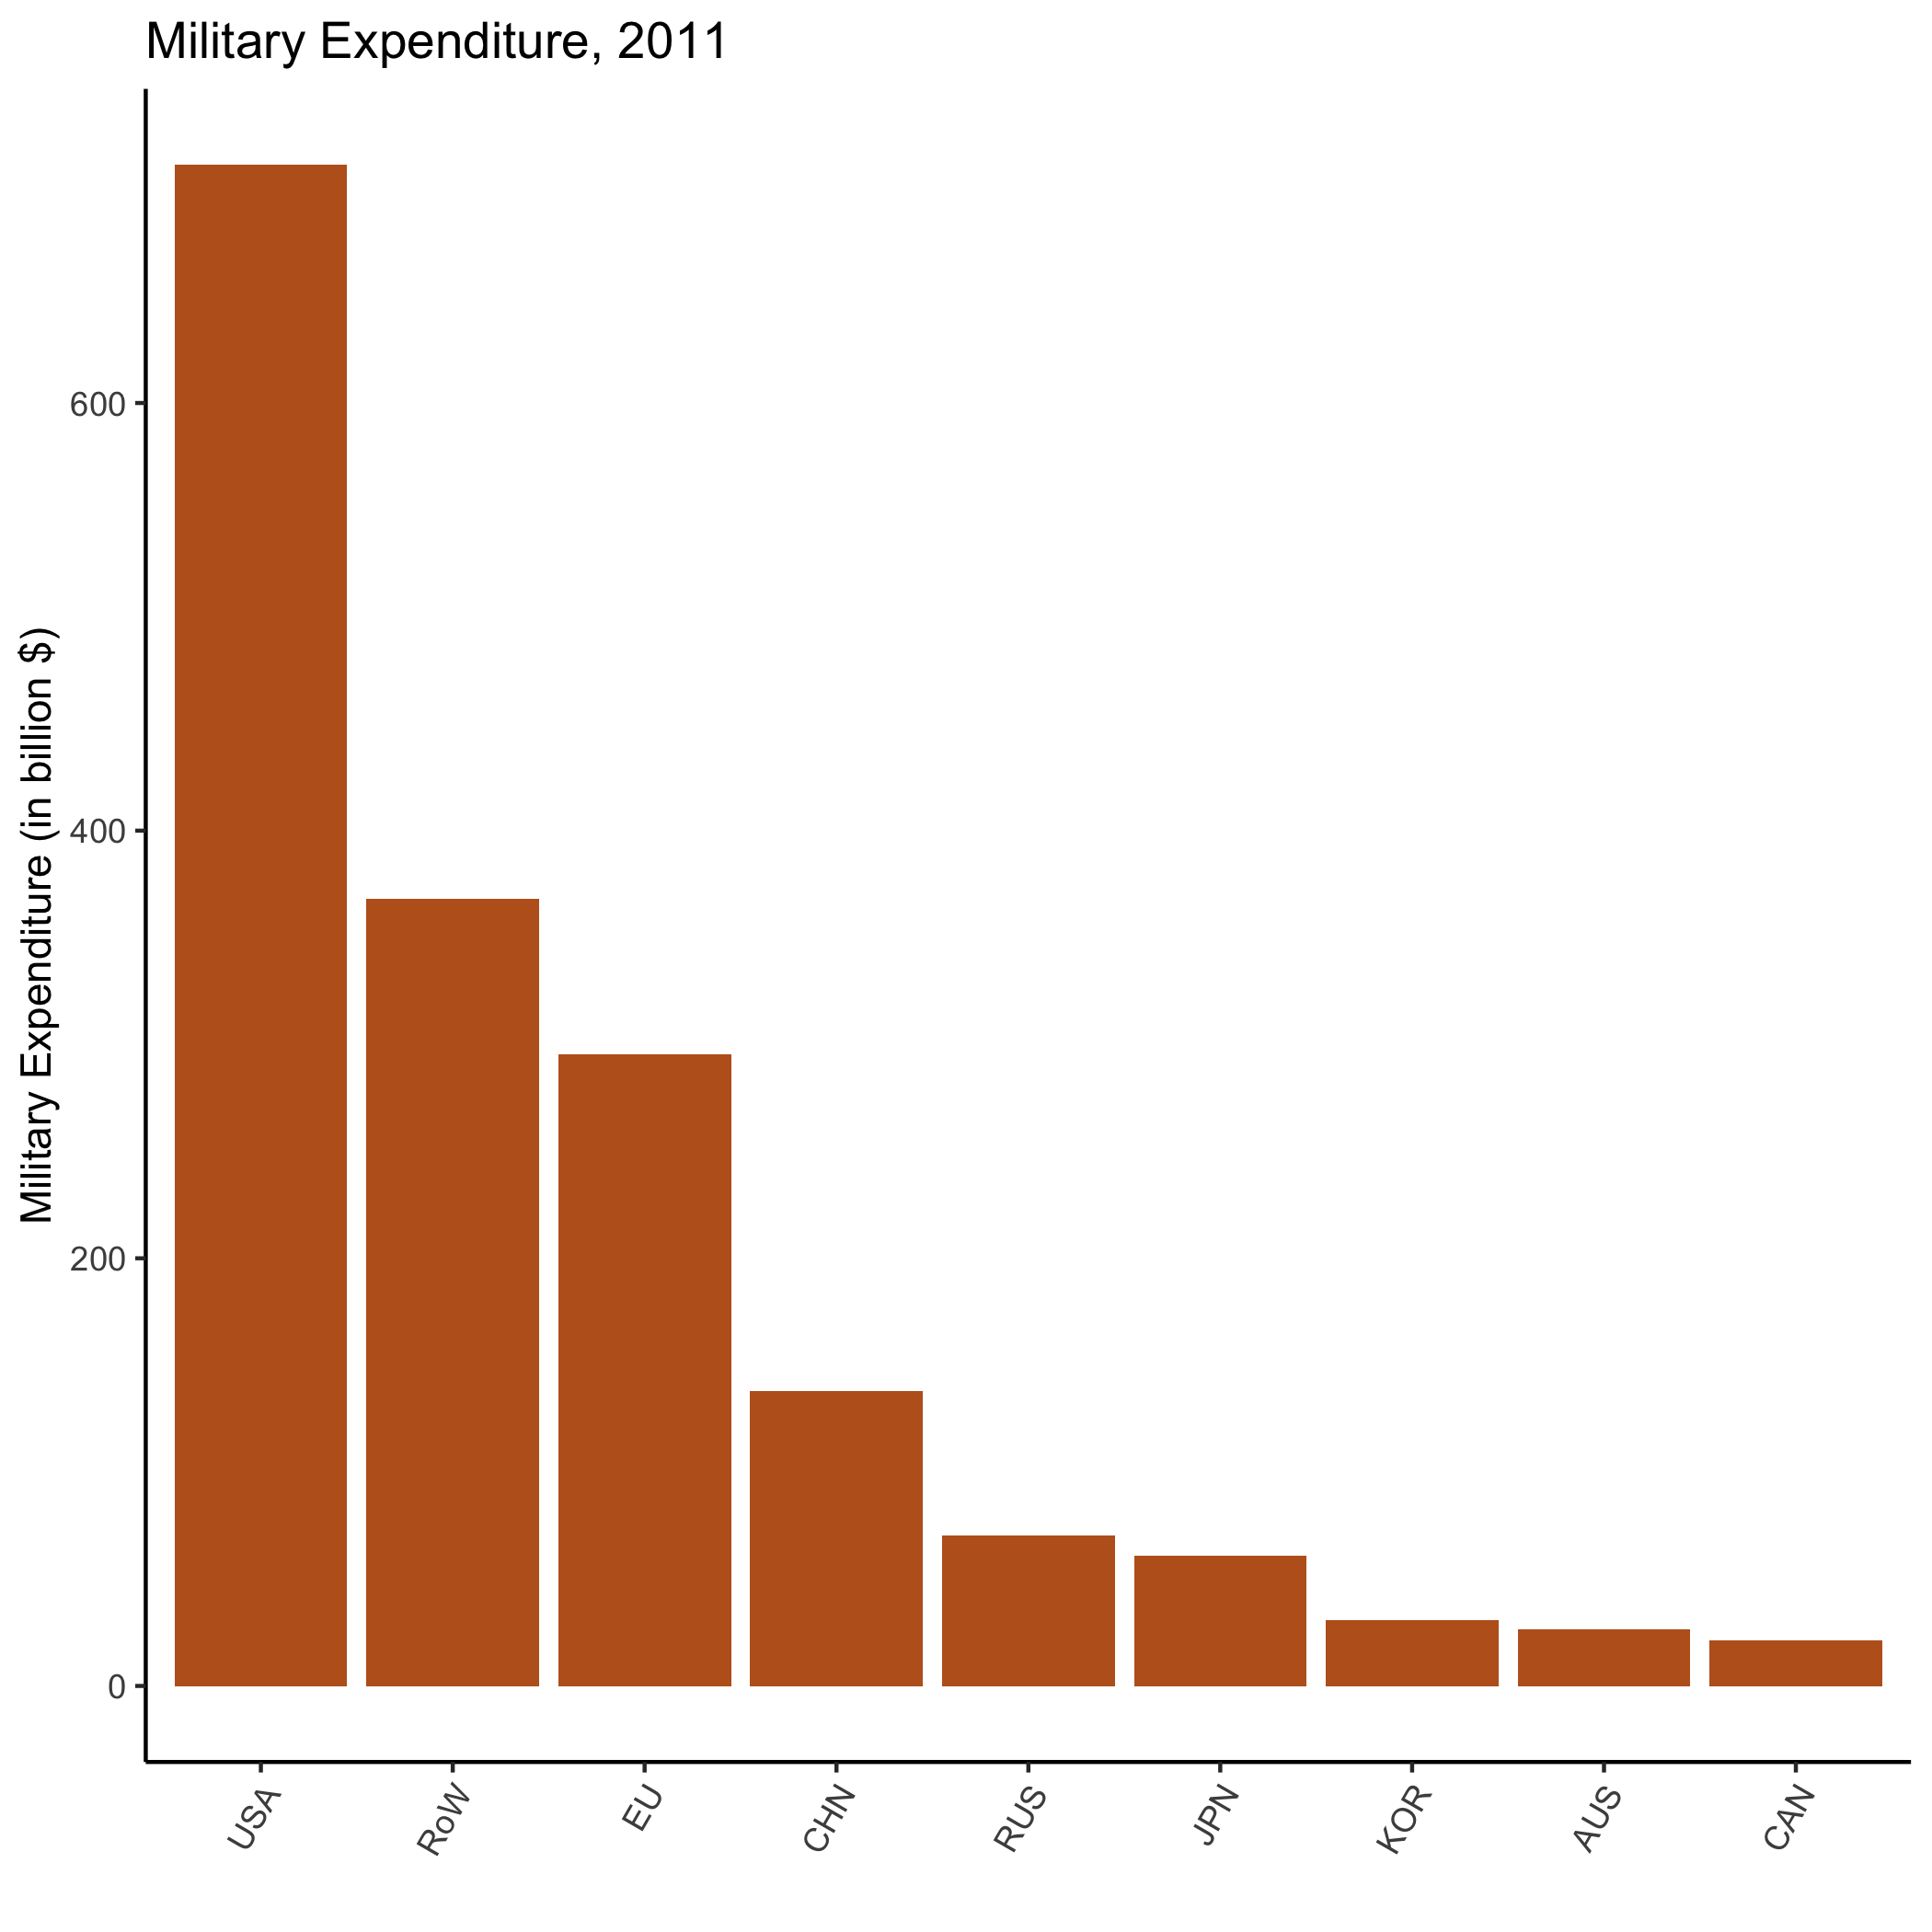 Military Expenditure, 2011
Military Expenditure (in billion $)
600
400
200
0
USA
RoW
EU
CHN
RUS
JPN
KOR
AUS
CAN